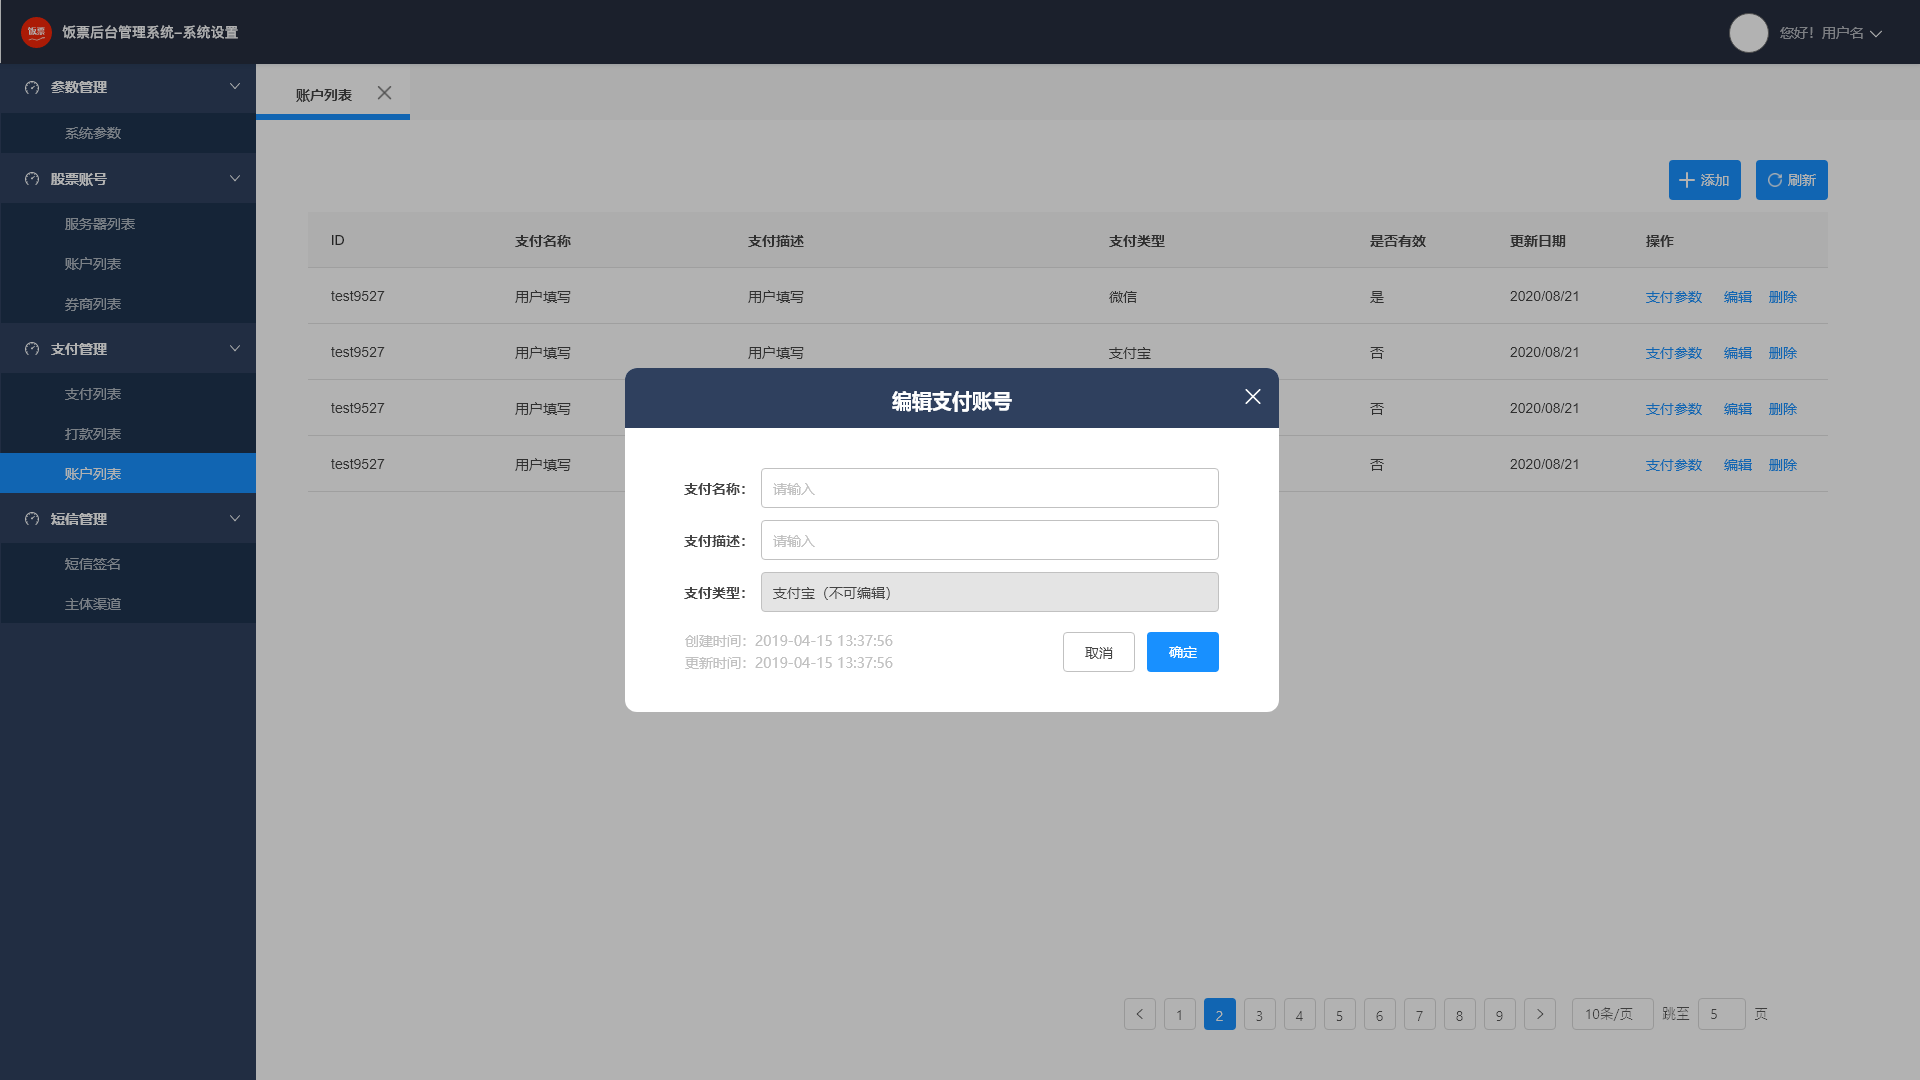 饭票
饭票后台管理系统-系统设置
您好！用户名
参数管理
系统参数
股票账号
服务器列表
账户列表
券商列表
支付管理
支付列表
打款列表
账户列表
短信管理
短信签名
主体渠道
账户列表
添加
刷新
ID 支付名称 支付描述 支付类型 是否有效 更新日期 操作
test9527 用户填写 用户填写 微信 是 2020/08/21 支付参数 编辑 删除
test9527 用户填写 用户填写 支付宝 否 2020/08/21 支付参数 编辑 删除
test9527 用户填写 否 2020/08/21 支付参数 编辑 删除
test9527 用户填写 否 2020/08/21 支付参数 编辑 删除
编辑支付账号
支付名称： 请输入
支付描述： 请输入
支付类型： 支付宝（不可编辑）
创建时间：2019-04-15 13:37:56
更新时间：2019-04-15 13:37:56
取消
确定
1 2 3 4 5 6 7 8 9 10条/页 跳至 5 页